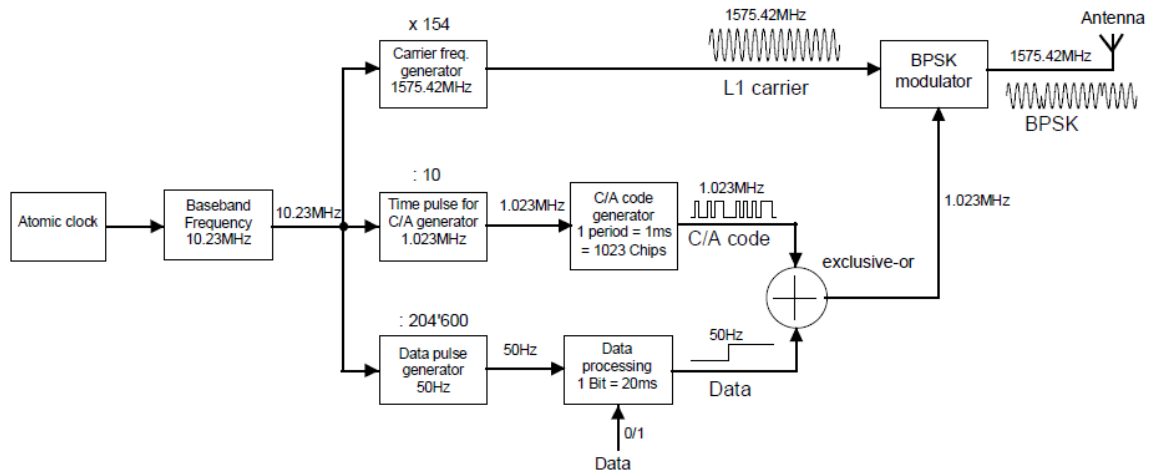 x 154
Carrier freq.
generator
1575.42MHz
1575.42MHz
L1 carrier
BPSK
modulator
Antenna
1575.42MHz
BPSK
Atomic clock
Baseband
Frequency
10.23MHz
10.23MHz
: 10
Time pulse for
C/A generator
1.023MHz
1.023MHz
C/A code
generator
1 period = 1ms
= 1023 Chips
1.023MHz
C/A code
exclusive-or
1.023MHz
: 204'600
Data pulse
generator
50Hz
50Hz
Data
processing
1 Bit = 20ms
50Hz
Data
0/1
Data